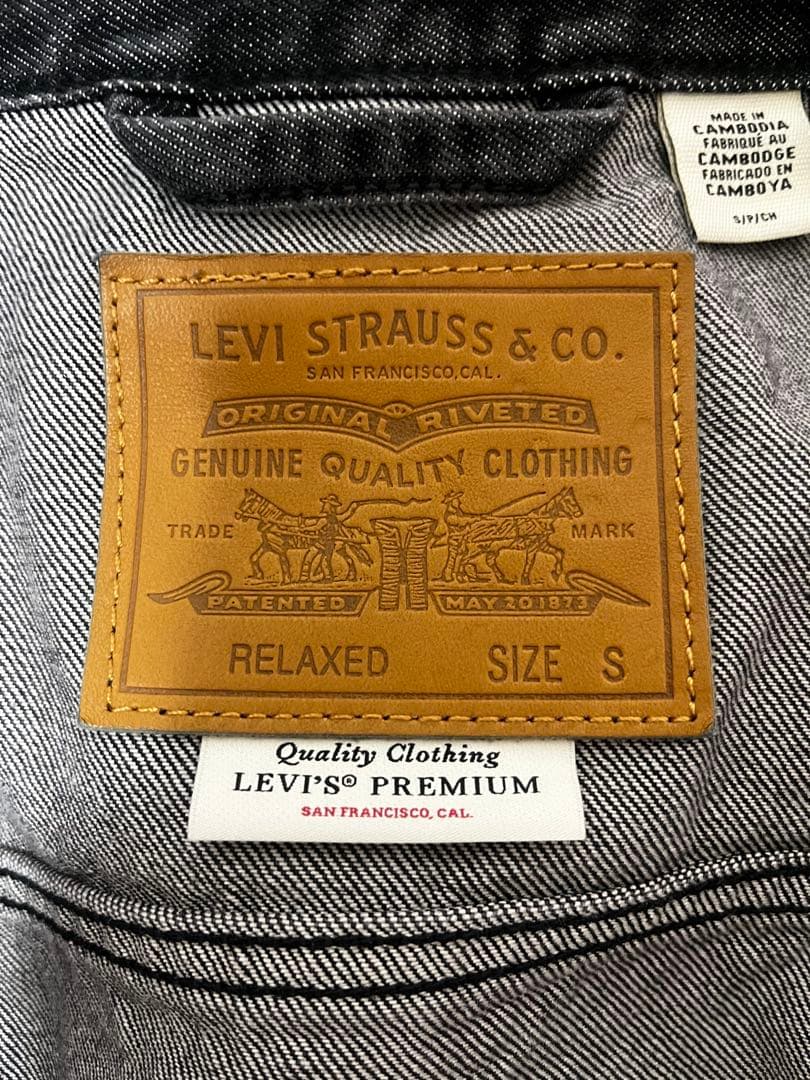 MADE IN
CAMBODIA
FABRIQUÉ AU
CAMBODGE
FABRICADO EN
CAMBOYA
S/P/CH
LEVI STRAUSS & CO.
SAN FRANCISCO, CAL.
ORIGINAL RIVETED
GENUINE QUALITY CLOTHING
TRADE MARK
PATENTED MAY 20 1873
RELAXED SIZE S
Quality Clothing
LEVI'S® PREMIUM
SAN FRANCISCO, CAL.